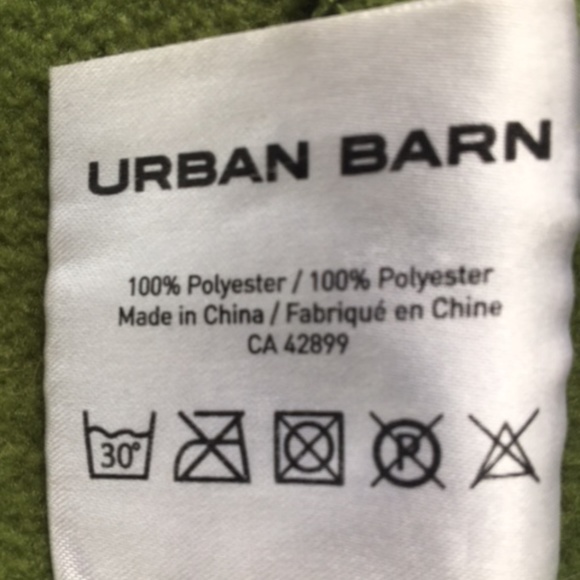 URBAN BARN
100% Polyester / 100% Polyester
Made in China / Fabriqué en Chine
CA 42899
30° P